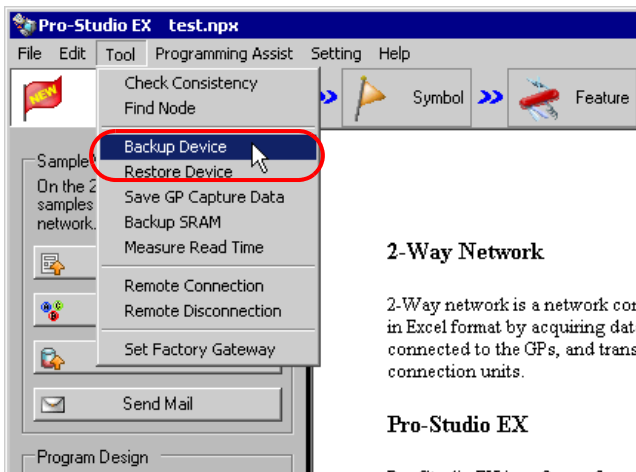 Pro-Studio EX test.npx
File Edit Tool Programming Assist Setting Help
NEW
Symbol
Feature
Check Consistency
Find Node
Backup Device
Restore Device
Save GP Capture Data
Backup SRAM
Measure Read Time
Remote Connection
Remote Disconnection
Set Factory Gateway
Sample
On the 2
samples
network.
Send Mail
Program Design
2-Way Network
2-Way network is a network cor
in Excel format by acquiring dat
connected to the GPs, and trans
connection units.
Pro-Studio EX